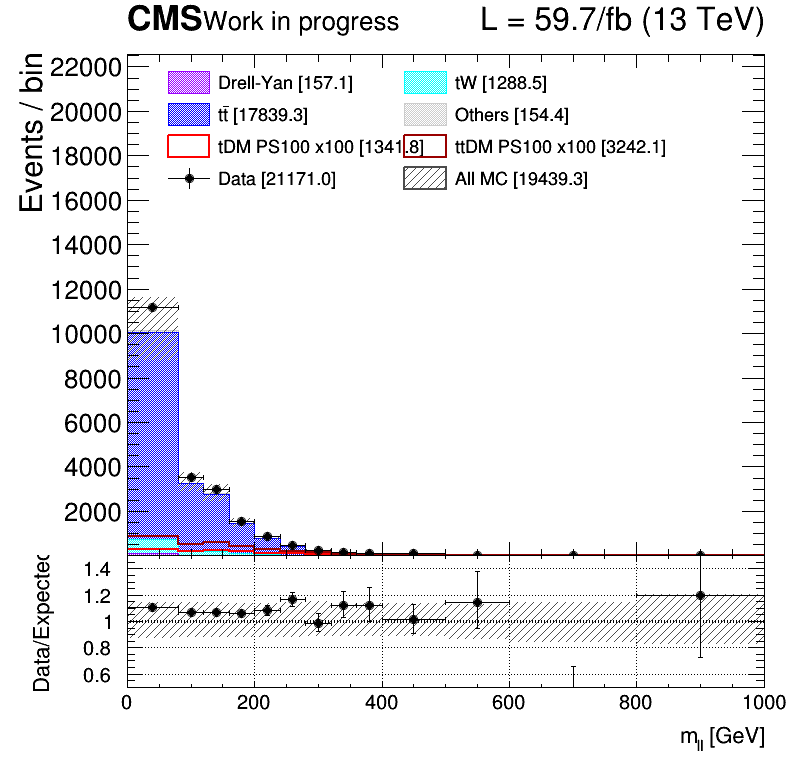 CMS Work in progress L = 59.7/fb (13 TeV)
Events / bin
22000
20000
18000
16000
14000
12000
10000
8000
6000
4000
2000
Drell-Yan [157.1] tW [1288.5]
tt̄ [17839.3] Others [154.4]
tDM PS100 x100 [1341.8] ttDM PS100 x100 [3242.1]
Data [21171.0] All MC [19439.3]
Data/Expected
1.4
1.2
1
0.8
0.6
0 200 400 600 800 1000
m_ll [GeV]